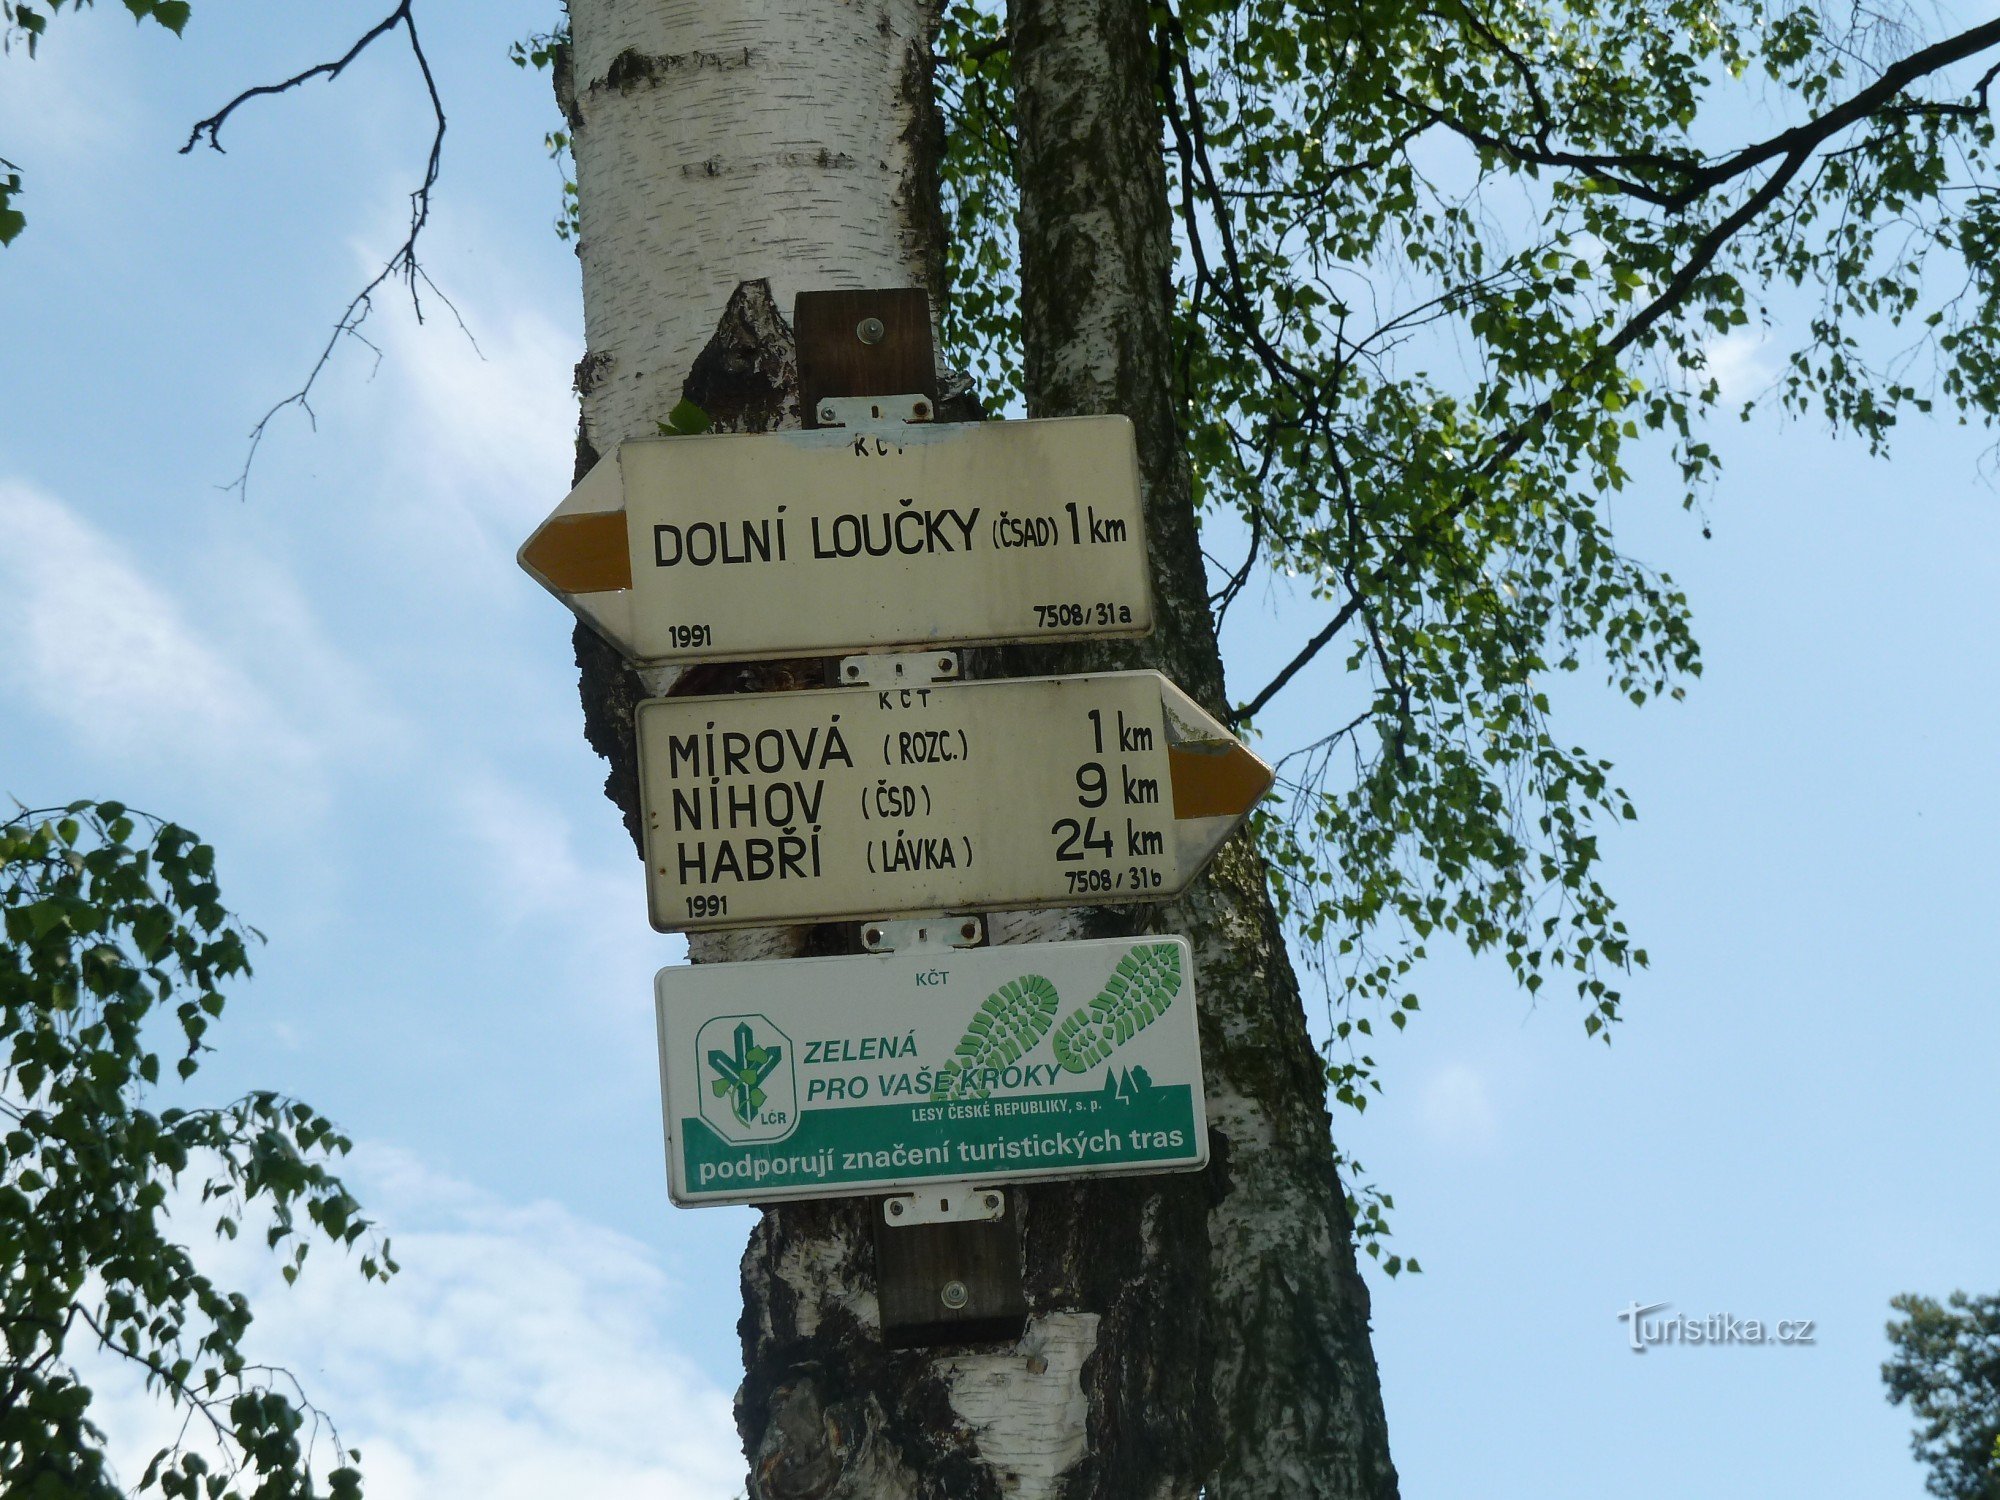 KČT
DOLNÍ LOUČKY (ČSAD) 1 km
1991 7508/31a
KČT
MÍROVÁ (ROZC.) 1 km
NÍHOV (ČSD) 9 km
HABŘÍ (LÁVKA) 24 km
1991 7508/31b
KČT
ZELENÁ
PRO VAŠE KROKY
LČR
LESY ČESKÉ REPUBLIKY, s. p.
podporují značení turistických tras
Turistika.cz